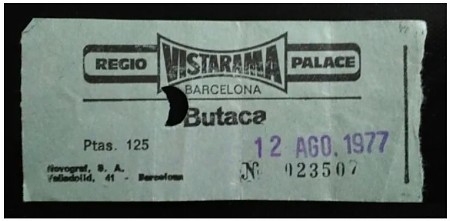 REGIO VISTARAMA PALACE
BARCELONA
Butaca
Ptas. 125
12 AGO. 1977
Novograf, S. A.
Valladolid, 41 - Barcelona
Nº 023507